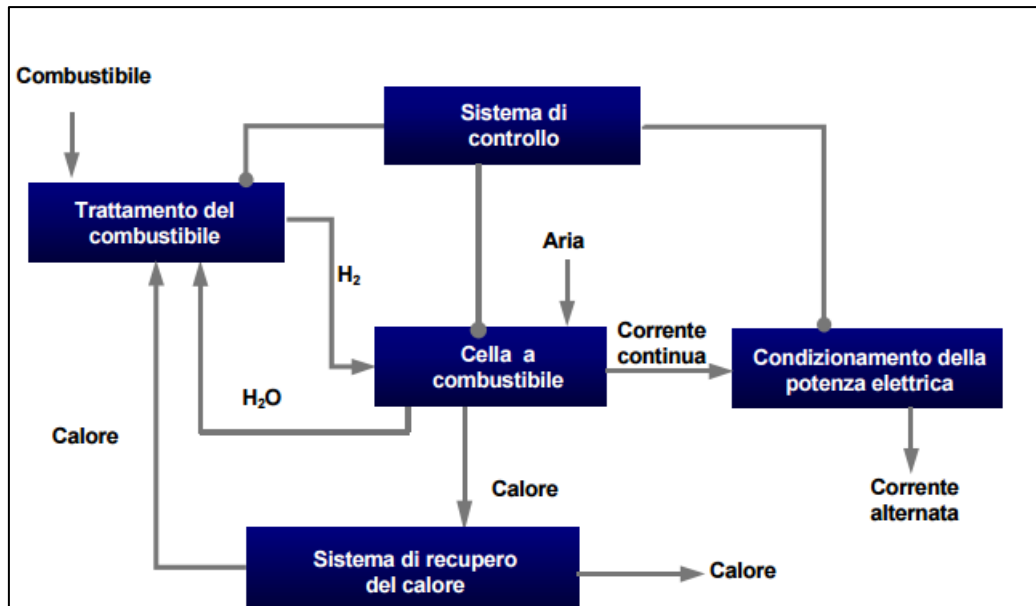 Combustibile
Sistema di
controllo
Trattamento del
combustibile
Aria
H₂
Corrente
continua
Cella a
combustibile
Condizionamento della
potenza elettrica
H₂O
Calore
Calore
Corrente
alternata
Sistema di recupero
del calore
Calore